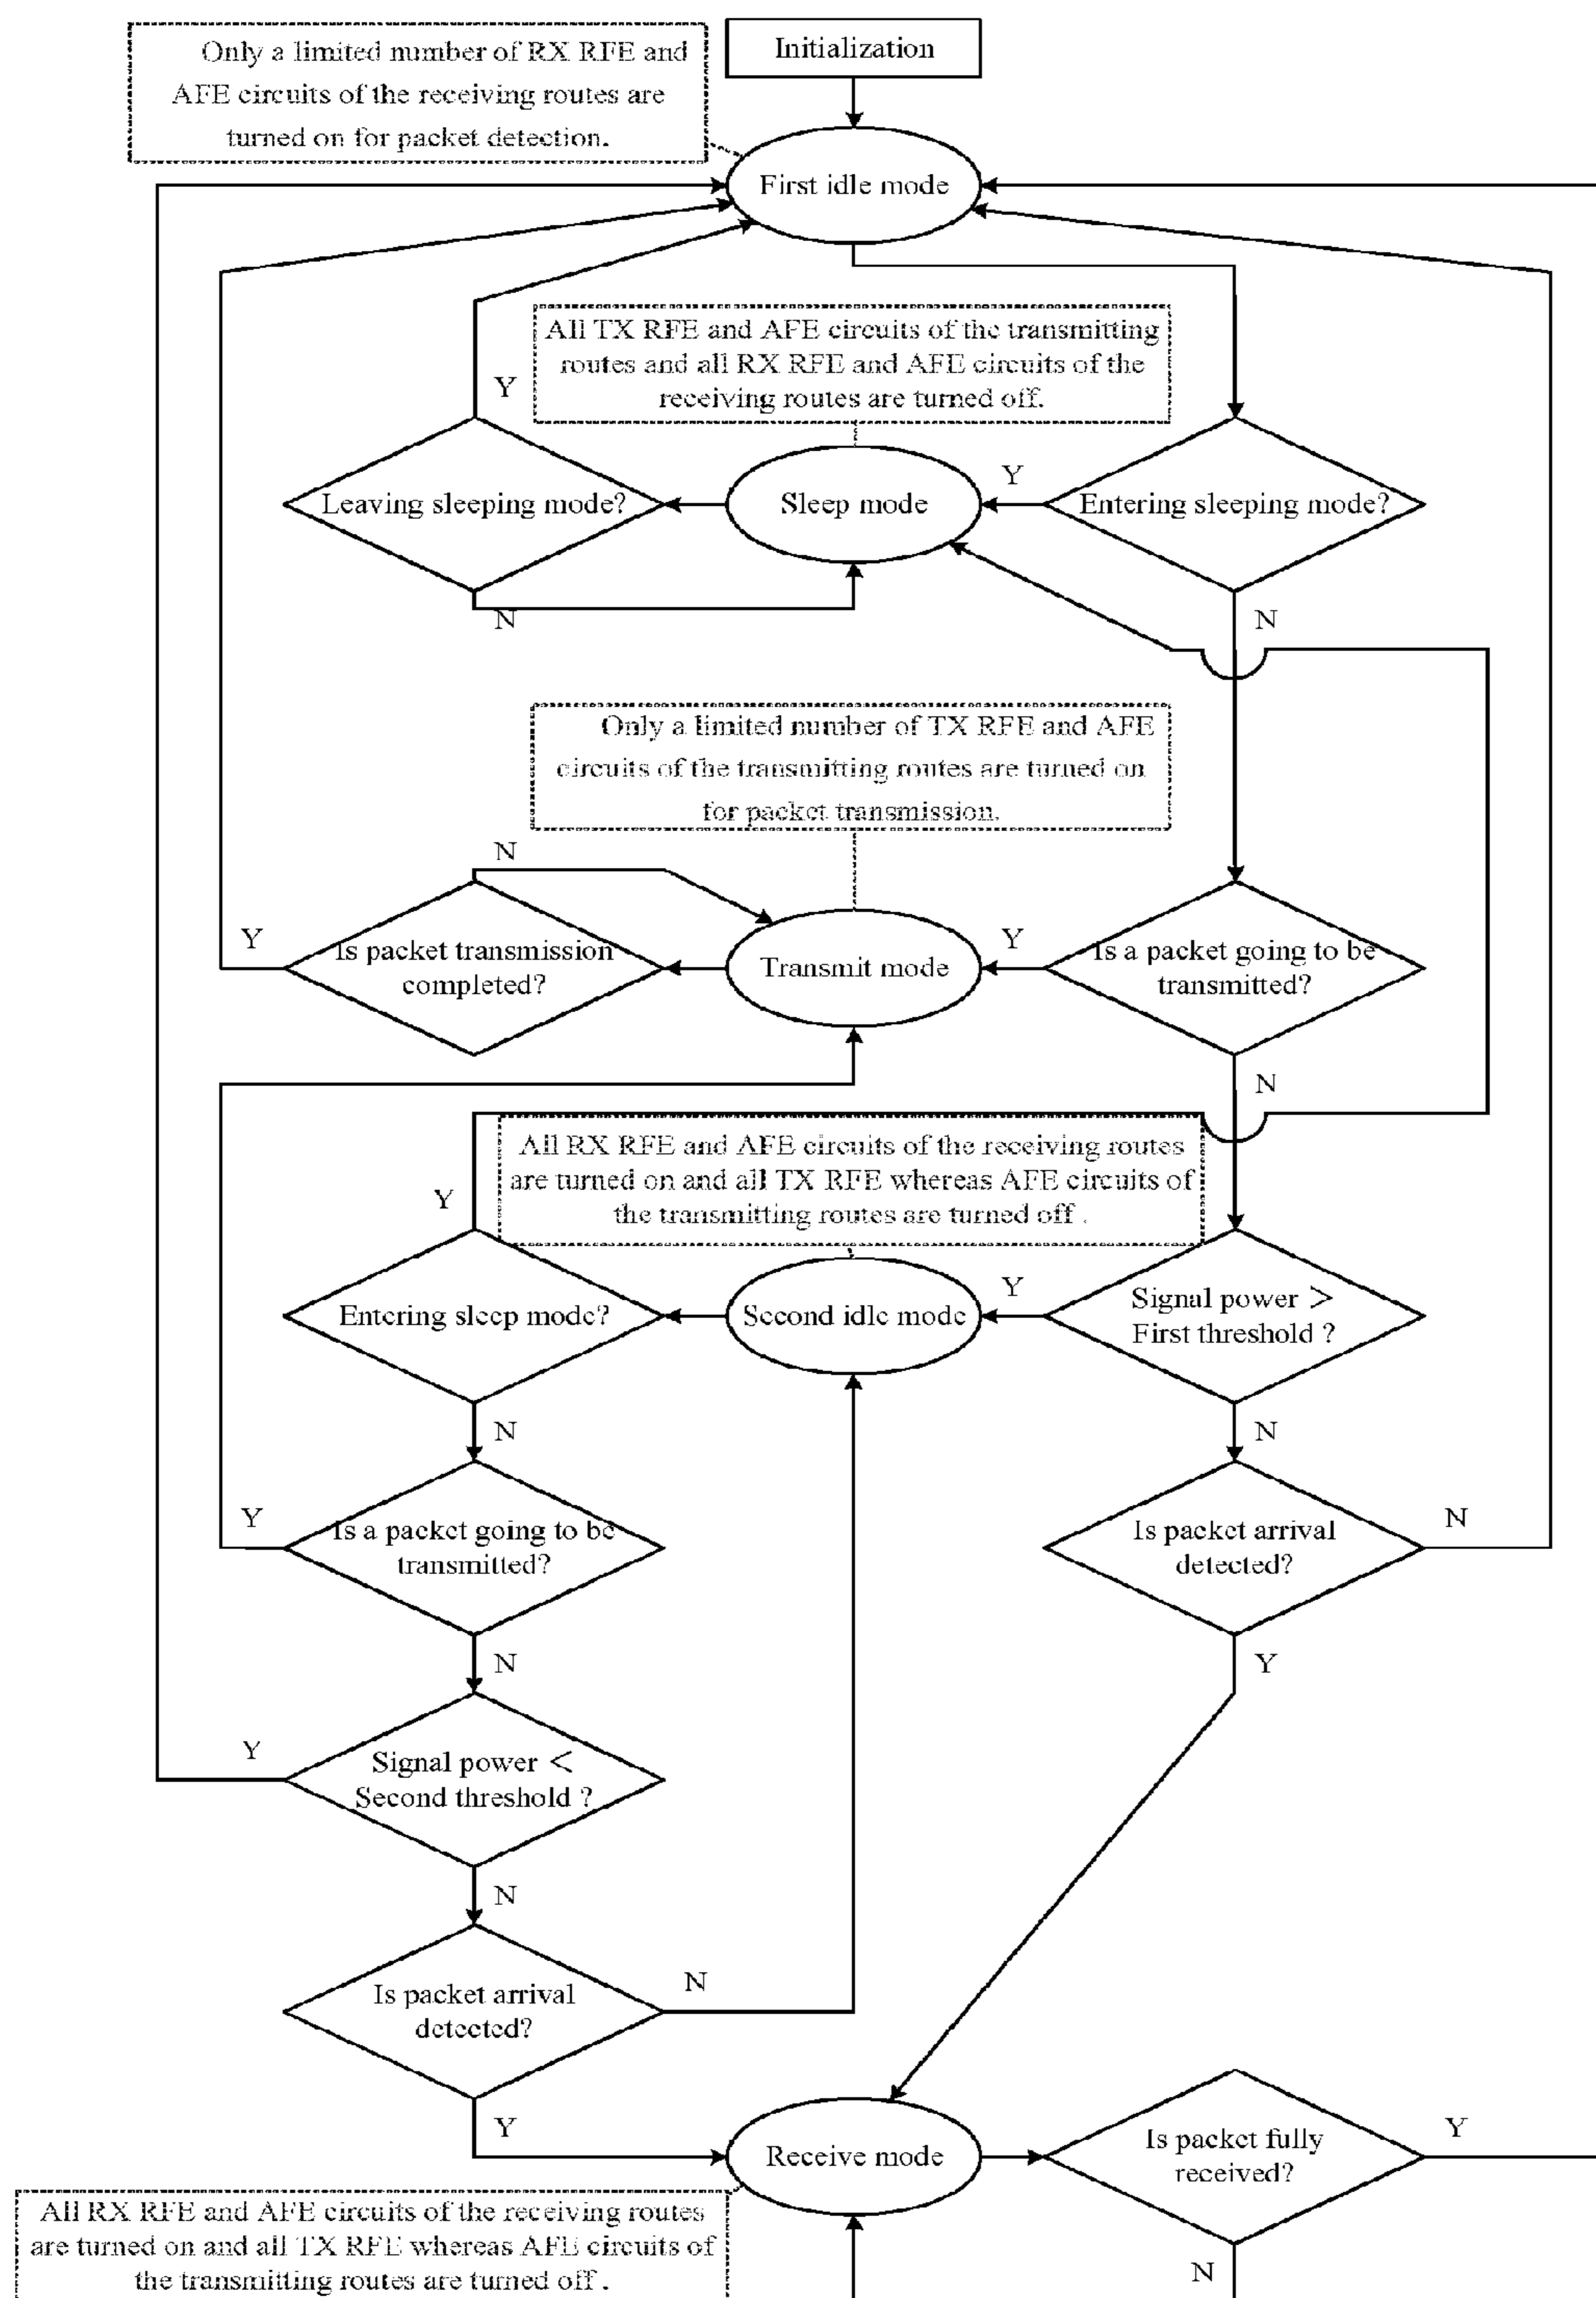 Initialization
Only a limited number of RX RFE and
AFE circuits of the receiving routes are
turned on for packet detection.
First idle mode
All TX RFE and AFE circuits of the transmitting
routes and all RX RFE and AFE circuits of the
receiving routes are turned off.
Y
Leaving sleeping mode?
Sleep mode
Y
Entering sleeping mode?
N
N
Only a limited number of TX RFE and AFE
circuits of the transmitting routes are turned on
for packet transmission.
N
Y
Is packet transmission
completed?
Transmit mode
Y
Is a packet going to be
transmitted?
N
All RX RFE and AFE circuits of the receiving routes
are turned on and all TX RFE whereas AFE circuits of
the transmitting routes are turned off .
Y
Entering sleep mode?
Second idle mode
Y
Signal power >
First threshold ?
N
N
Y
Is a packet going to be
transmitted?
Is packet arrival
detected?
N
N
Y
Y
Signal power <
Second threshold ?
N
Is packet arrival
detected?
N
Y
Receive mode
Is packet fully
received?
Y
All RX RFE and AFE circuits of the receiving routes
are turned on and all TX RFE whereas AFE circuits of
the transmitting routes are turned off .
N